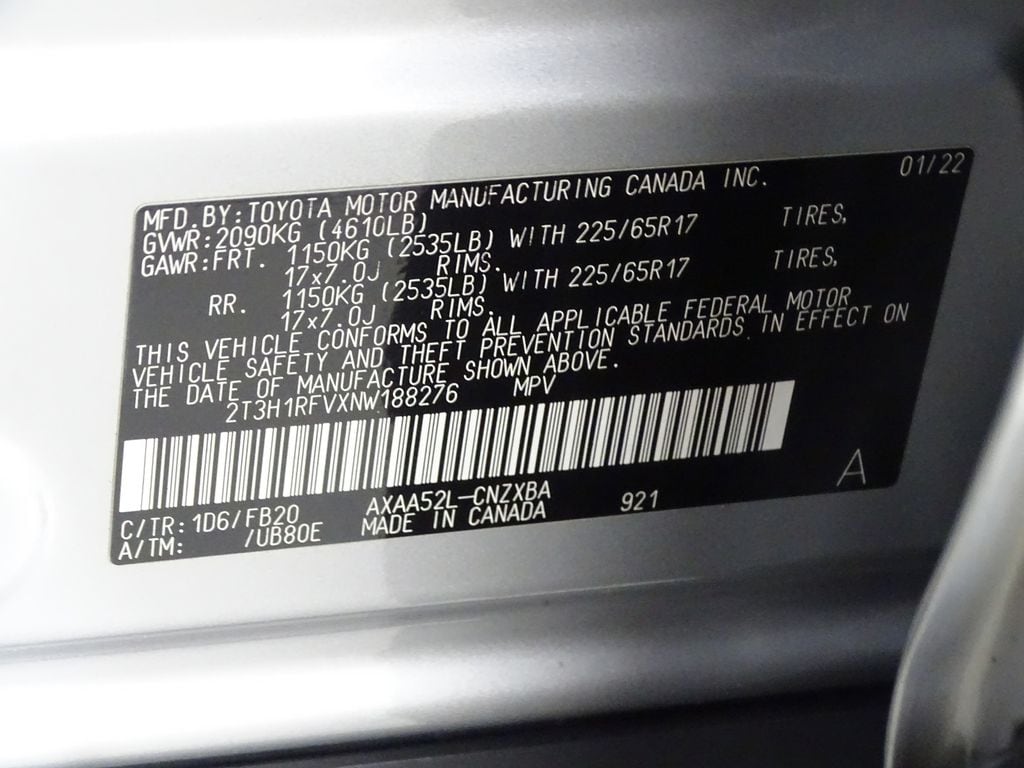 01/22
MFD. BY: TOYOTA MOTOR MANUFACTURING CANADA INC.
GVWR: 2090KG (4610LB)
GAWR: FRT. 1150KG (2535LB) WITH 225/65R17 TIRES,
17x7.0J RIMS.
RR. 1150KG (2535LB) WITH 225/65R17 TIRES,
17x7.0J RIMS.
THIS VEHICLE CONFORMS TO ALL APPLICABLE FEDERAL MOTOR
VEHICLE SAFETY AND THEFT PREVENTION STANDARDS IN EFFECT ON
THE DATE OF MANUFACTURE SHOWN ABOVE.
2T3H1RFVXNW188276 MPV
A
C/TR: 1D6/FB20 AXAA52L-CNZXBA 921
A/TM: /UB80E MADE IN CANADA